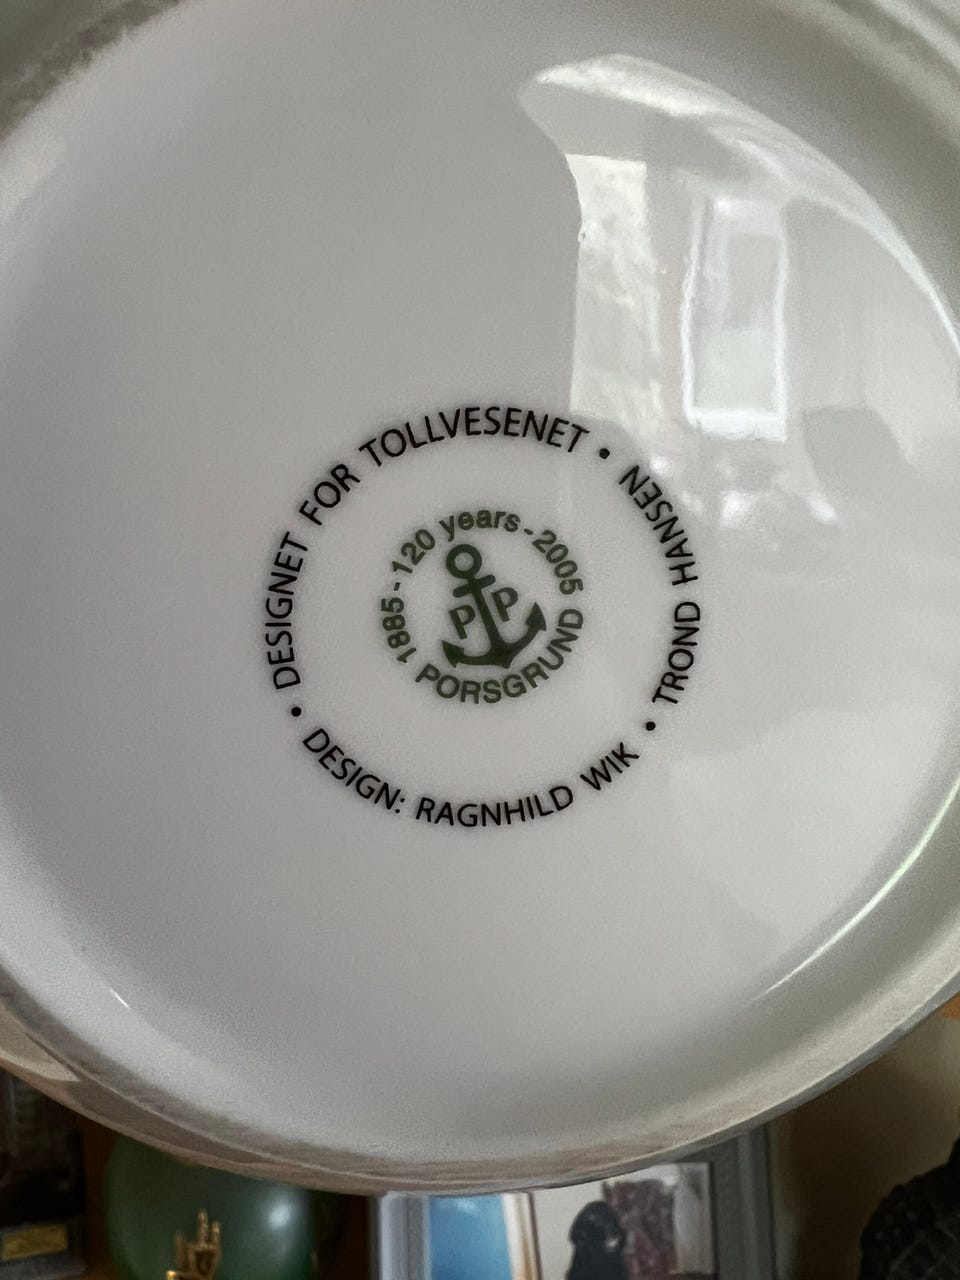 DESIGNET FOR TOLLVESENET •
DESIGN: RAGNHILD WIK • TROND HANSEN •
1885 - 120 years - 2005
P P
PORSGRUND